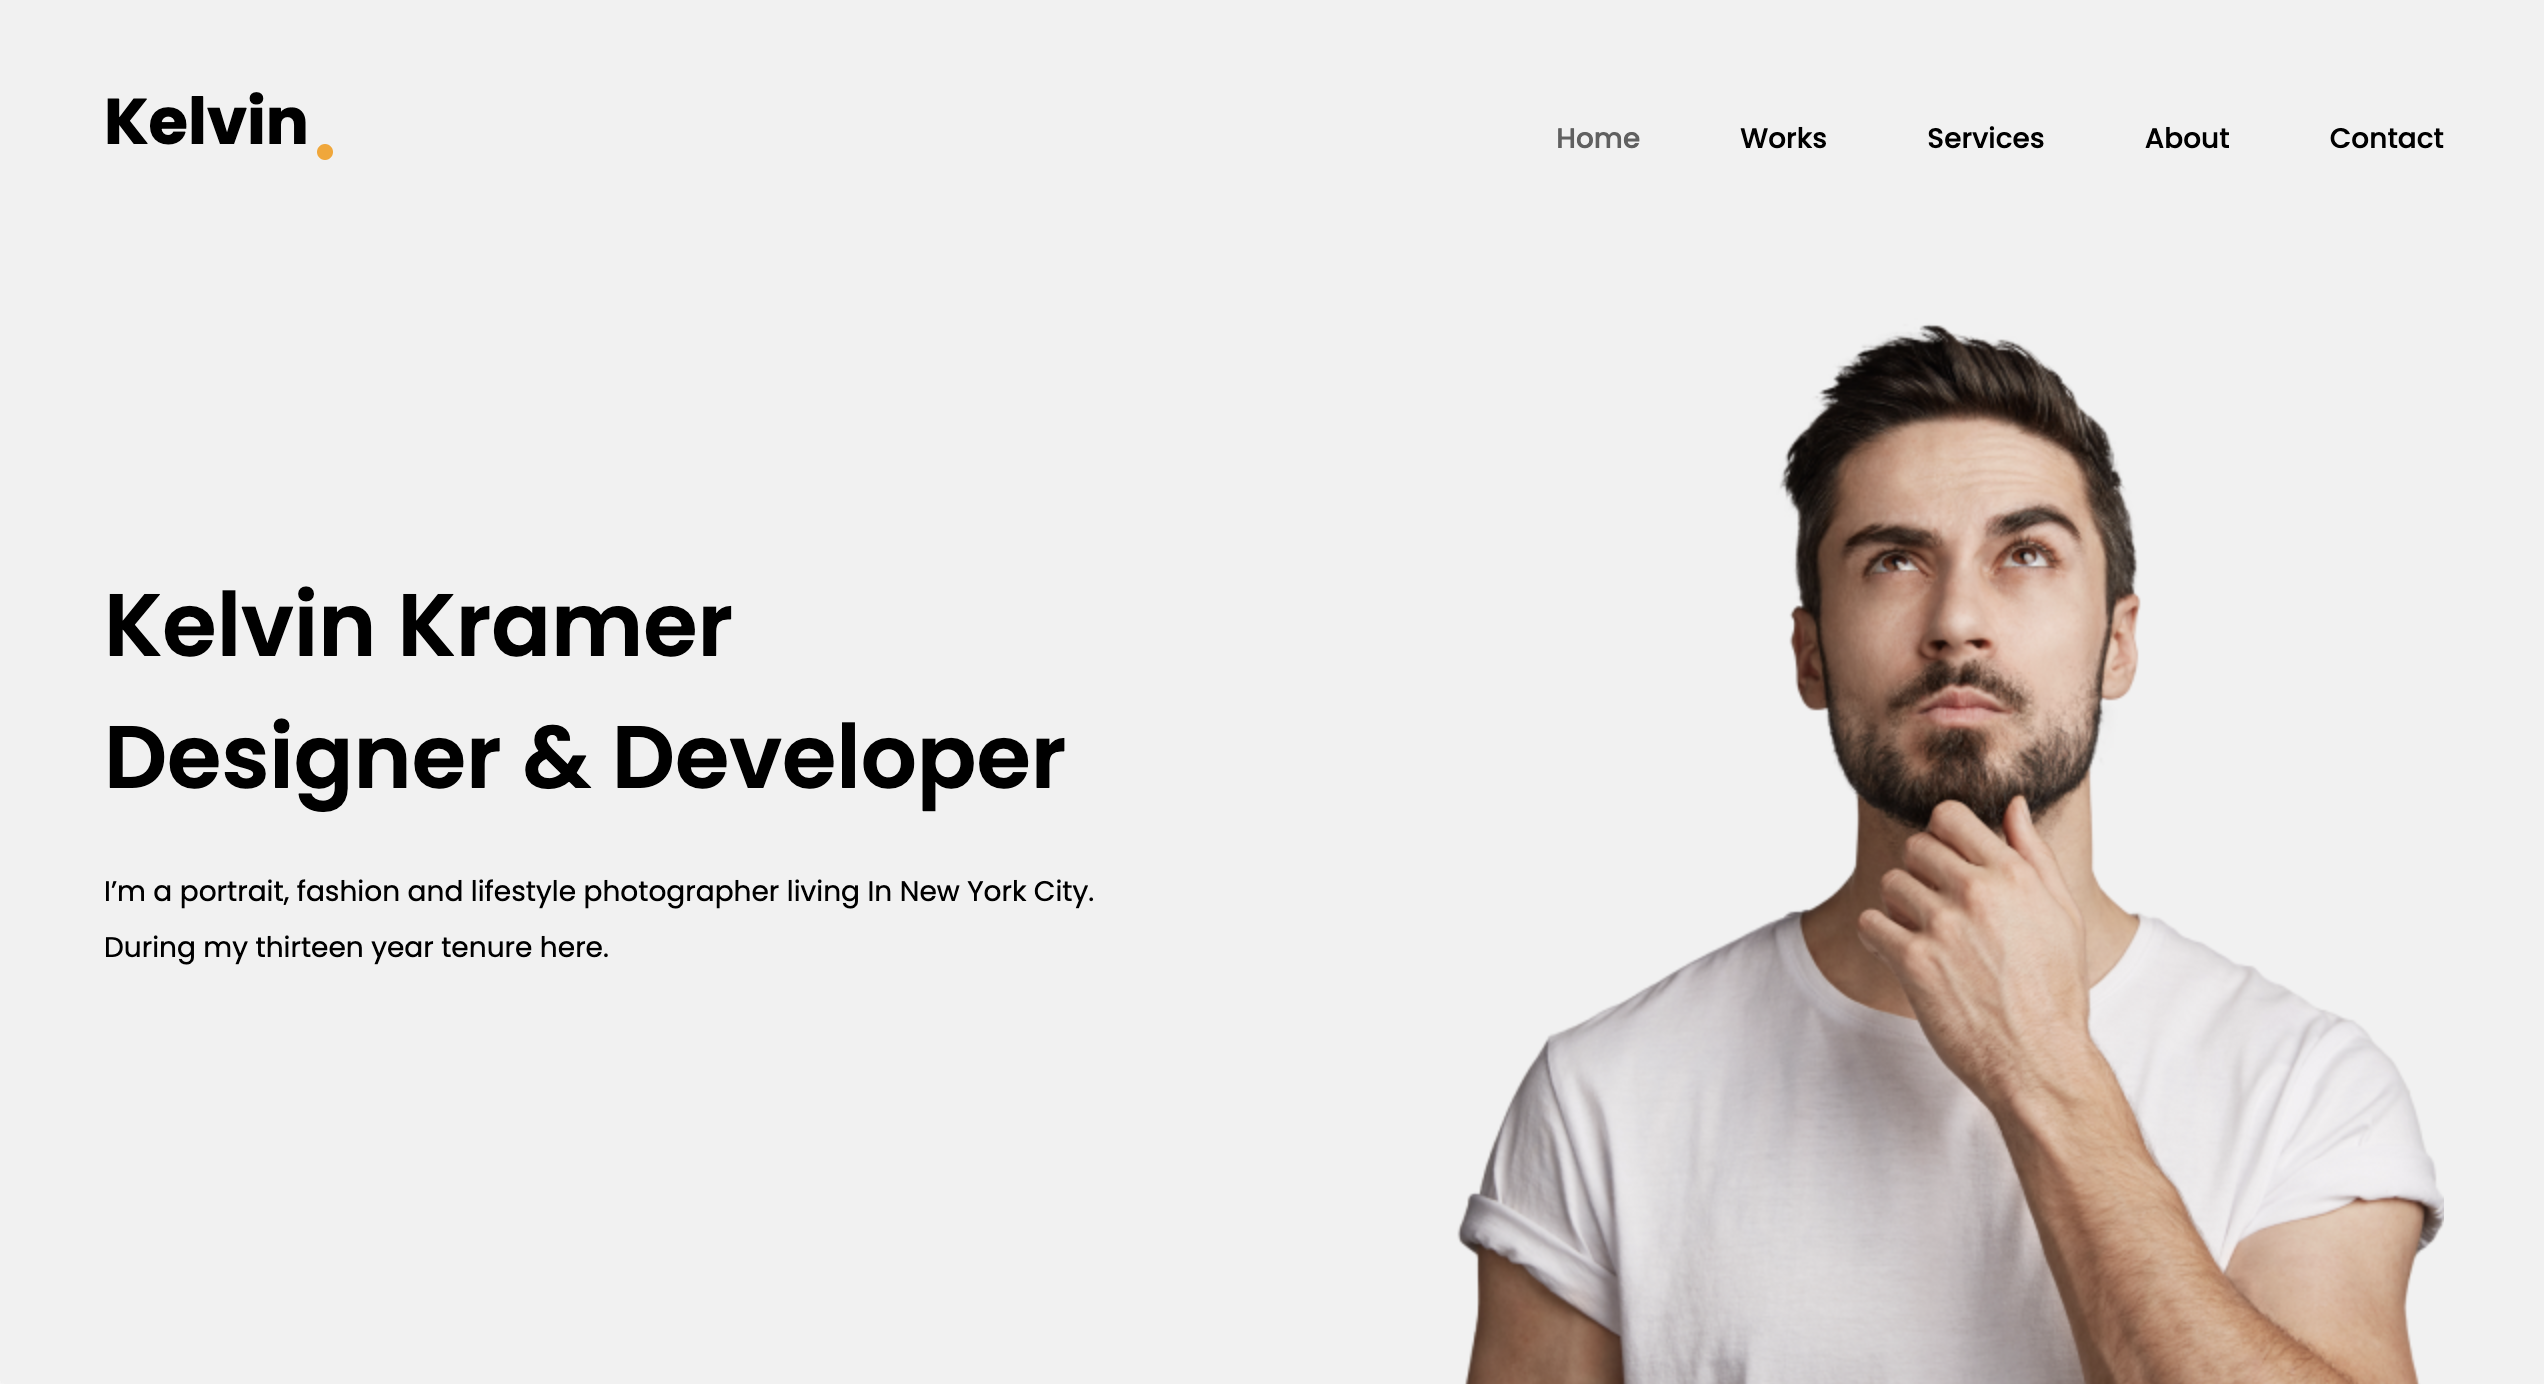 Kelvin.
Home Works Services About Contact
Kelvin Kramer
Designer & Developer
I’m a portrait, fashion and lifestyle photographer living In New York City.
During my thirteen year tenure here.